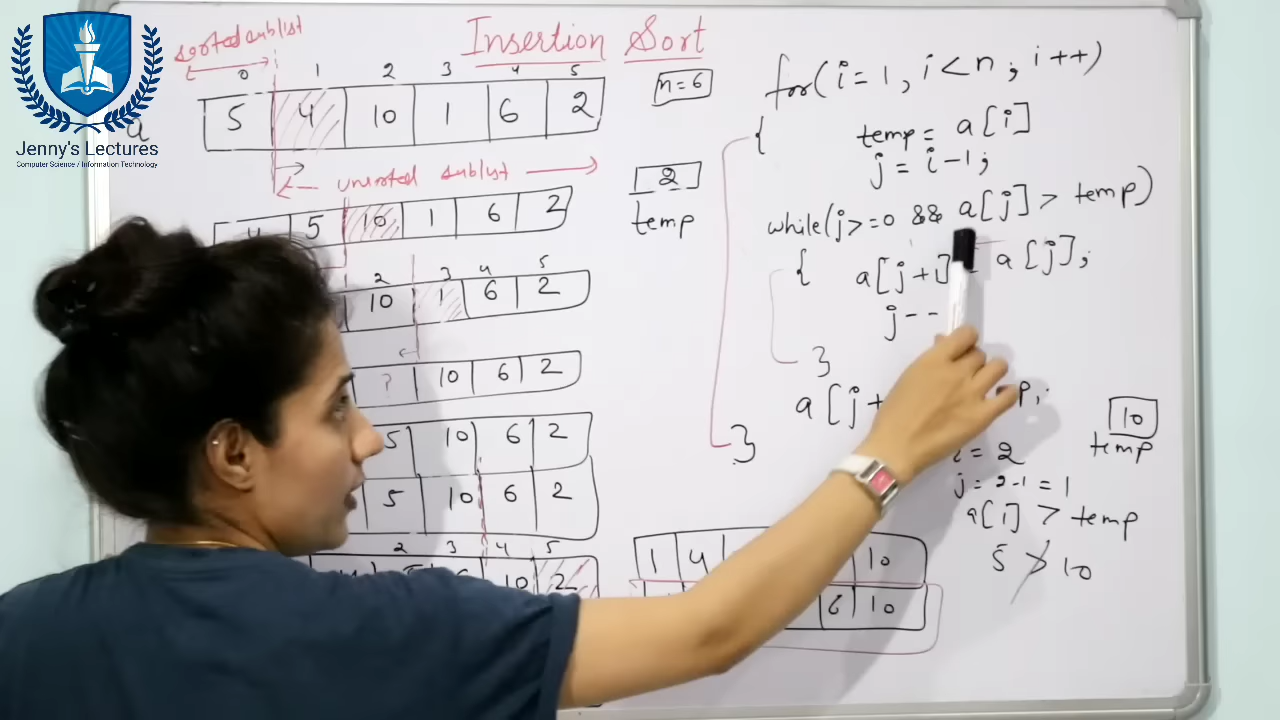 Jenny's Lectures
Computer Science / Information Technology
sorted sublist
Insertion Sort
n=6
0 1 2 3 4 5
a 5 4 10 1 6 2
unsorted sublist
5 10 1 6 2
2
temp
2 3 4 5
10 1 6 2
? 10 6 2
5 10 6 2
5 10 6 2
2 3 4 5
10 2
1 4 10
6 10
for(i=1, i<n; i++)
{
temp= a[i]
j= i-1;
while(j>=0 && a[j]> temp)
{ a[j+1] a[j];
j--
}
a[j+
}
10
temp
i= 2
j= 2-1 = 1
a[1] > temp
5 > 10